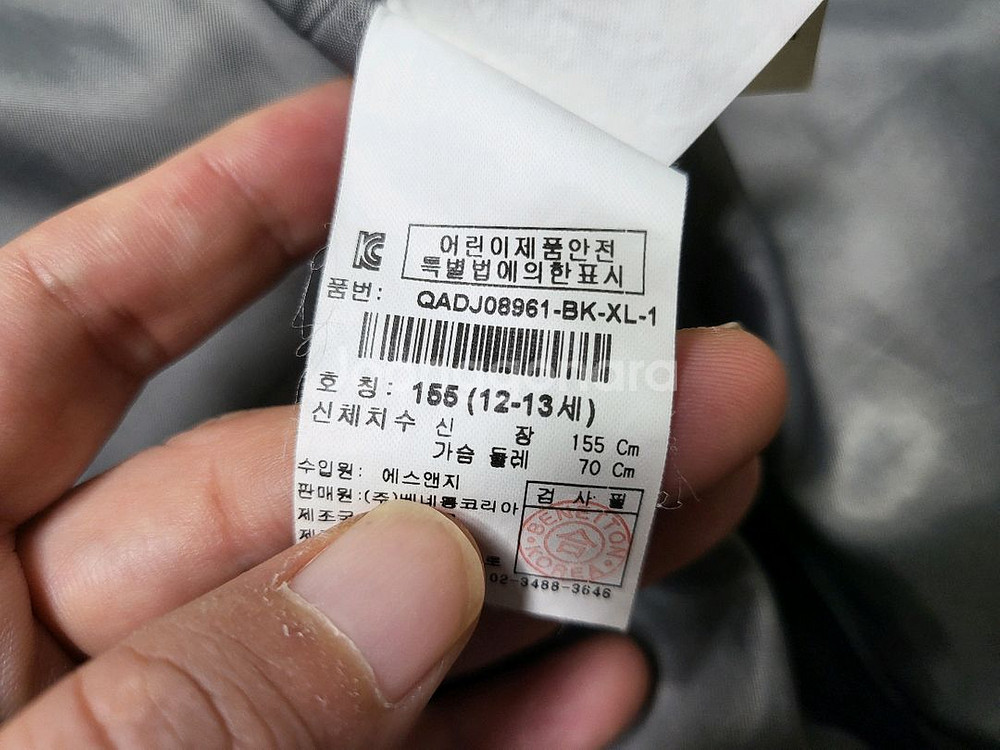 KC
어린이제품안전
특별법에의한표시
품번: QADJ08961-BK-XL-1
호 칭: 155 (12-13세)
신체치수 신 장 155 Cm
가슴 둘레 70 Cm
수입원: 에스앤지
판매원:(주)베네통코리아
검 사 필
BENETTON
合
KOREA
02-3488-3646